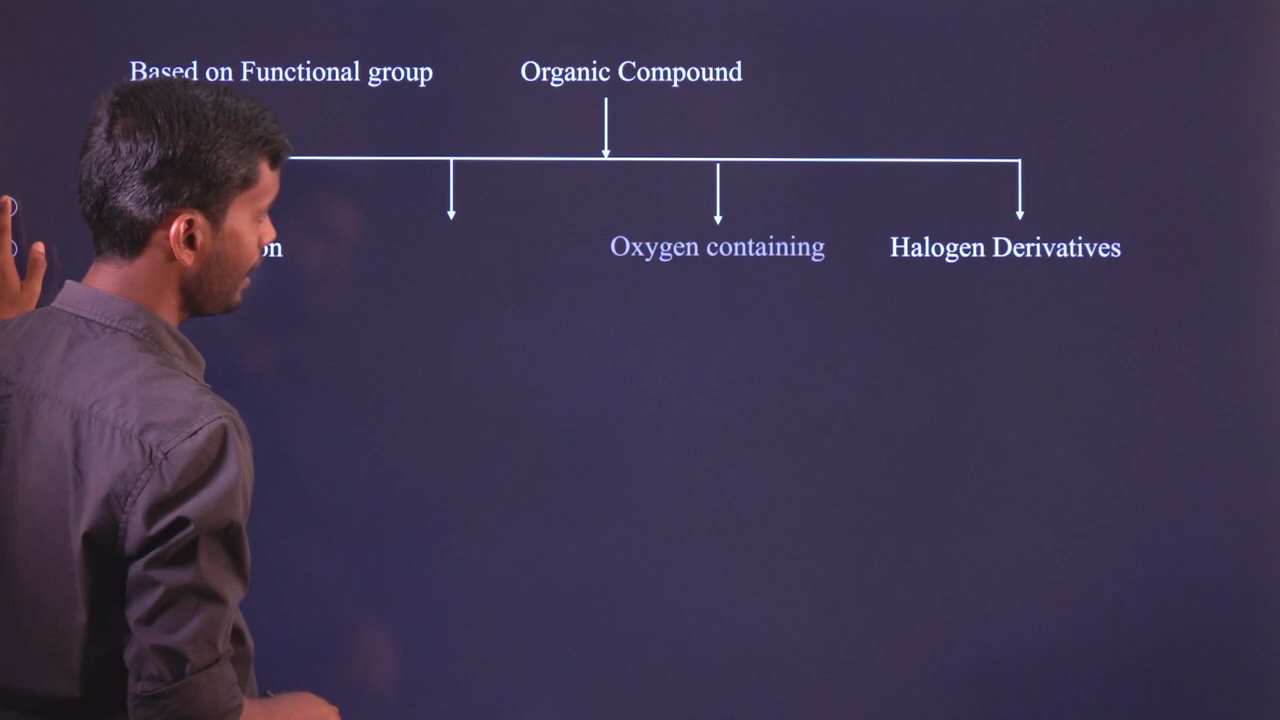 Based on Functional group
Organic Compound
on
Oxygen containing
Halogen Derivatives